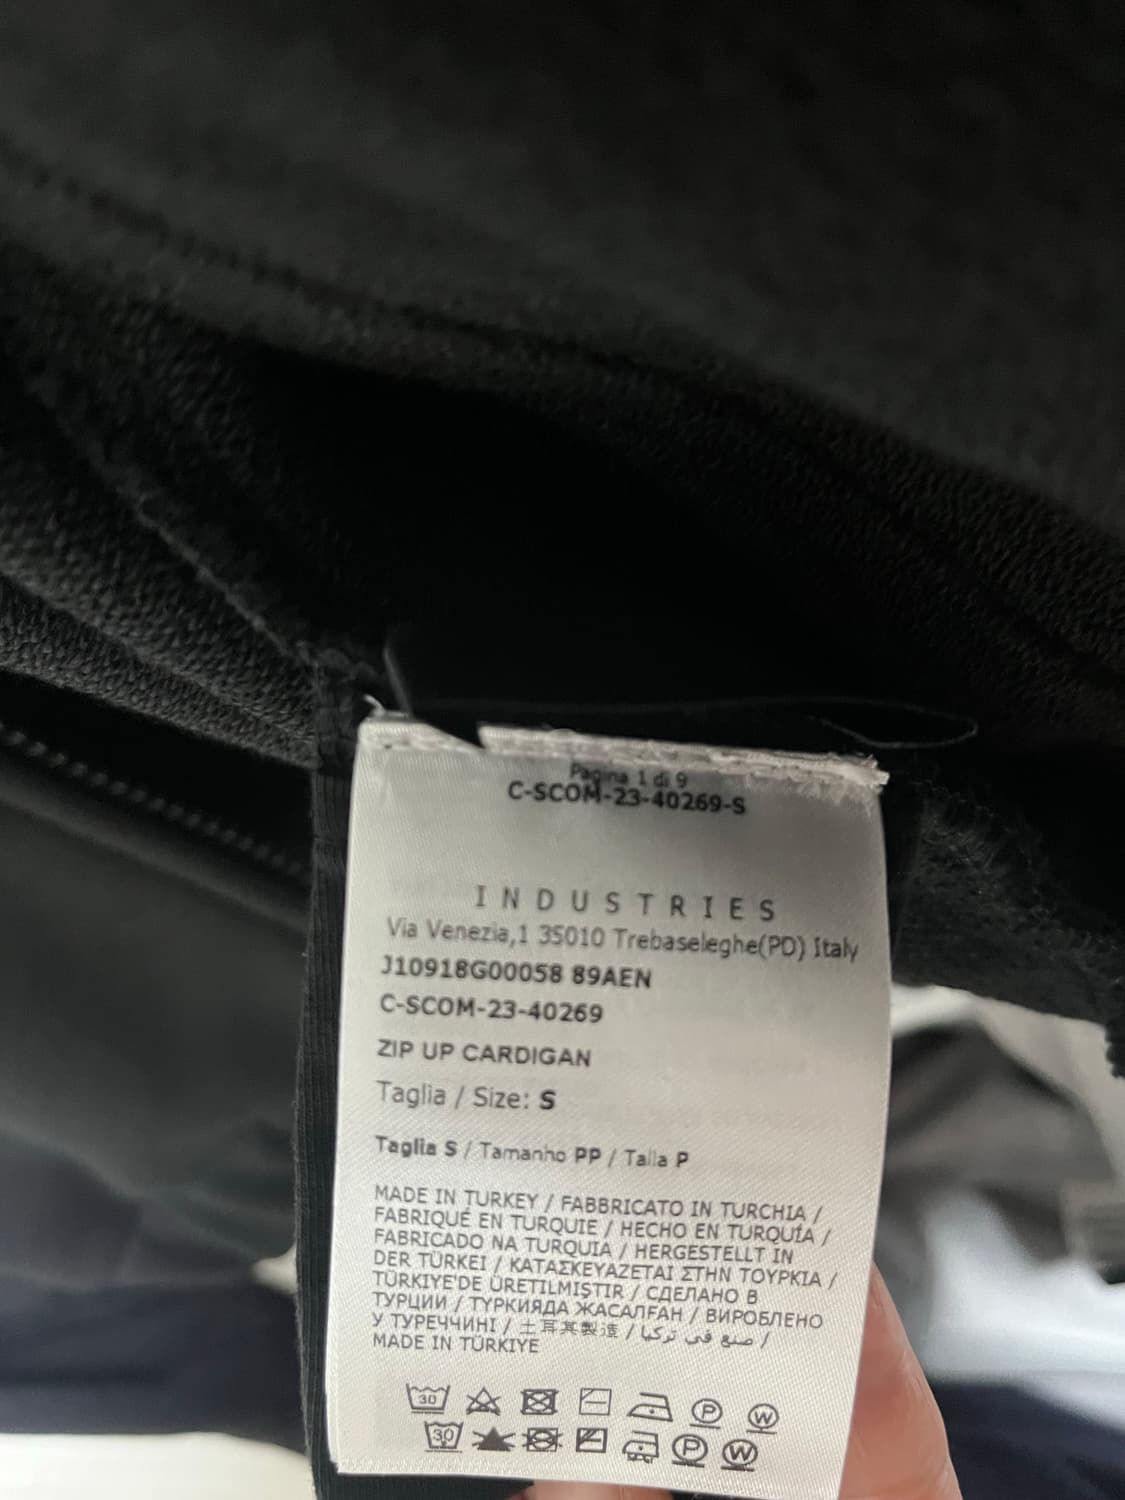 Pagina 1 di 9
C-SCOM-23-40269-S
INDUSTRIES
Via Venezia,1 35010 Trebaseleghe(PD) Italy
J10918G00058 89AEN
C-SCOM-23-40269
ZIP UP CARDIGAN
Taglia / Size: S
Taglia S / Tamanho PP / Talla P
MADE IN TURKEY / FABBRICATO IN TURCHIA /
FABRIQUÉ EN TURQUIE / HECHO EN TURQUÍA /
FABRICADO NA TURQUIA / HERGESTELLT IN
DER TÜRKEI / ΚΑΤΑΣΚΕΥΑΖΕΤΑΙ ΣΤΗΝ ΤΟΥΡΚΙΑ /
TÜRKIYE'DE ÜRETILMIŞTIR / СДЕЛАНО В
ТУРЦИИ / ТҮРКИЯДА ЖАСАЛҒАН / ВИРОБЛЕНО
У ТУРЕЧЧИНІ / 土耳其製造 / صنع في تركيا /
MADE IN TÜRKIYE
30 P W
30 P W